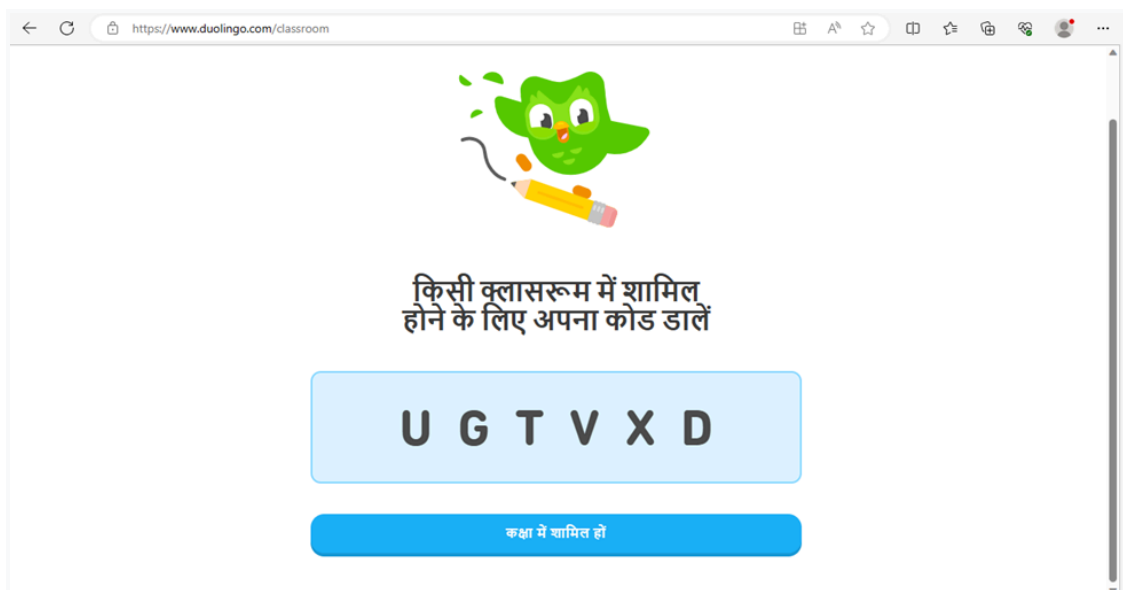 https://www.duolingo.com/classroom
किसी क्लासरूम में शामिल
होने के लिए अपना कोड डालें
U G T V X D
कक्षा में शामिल हों